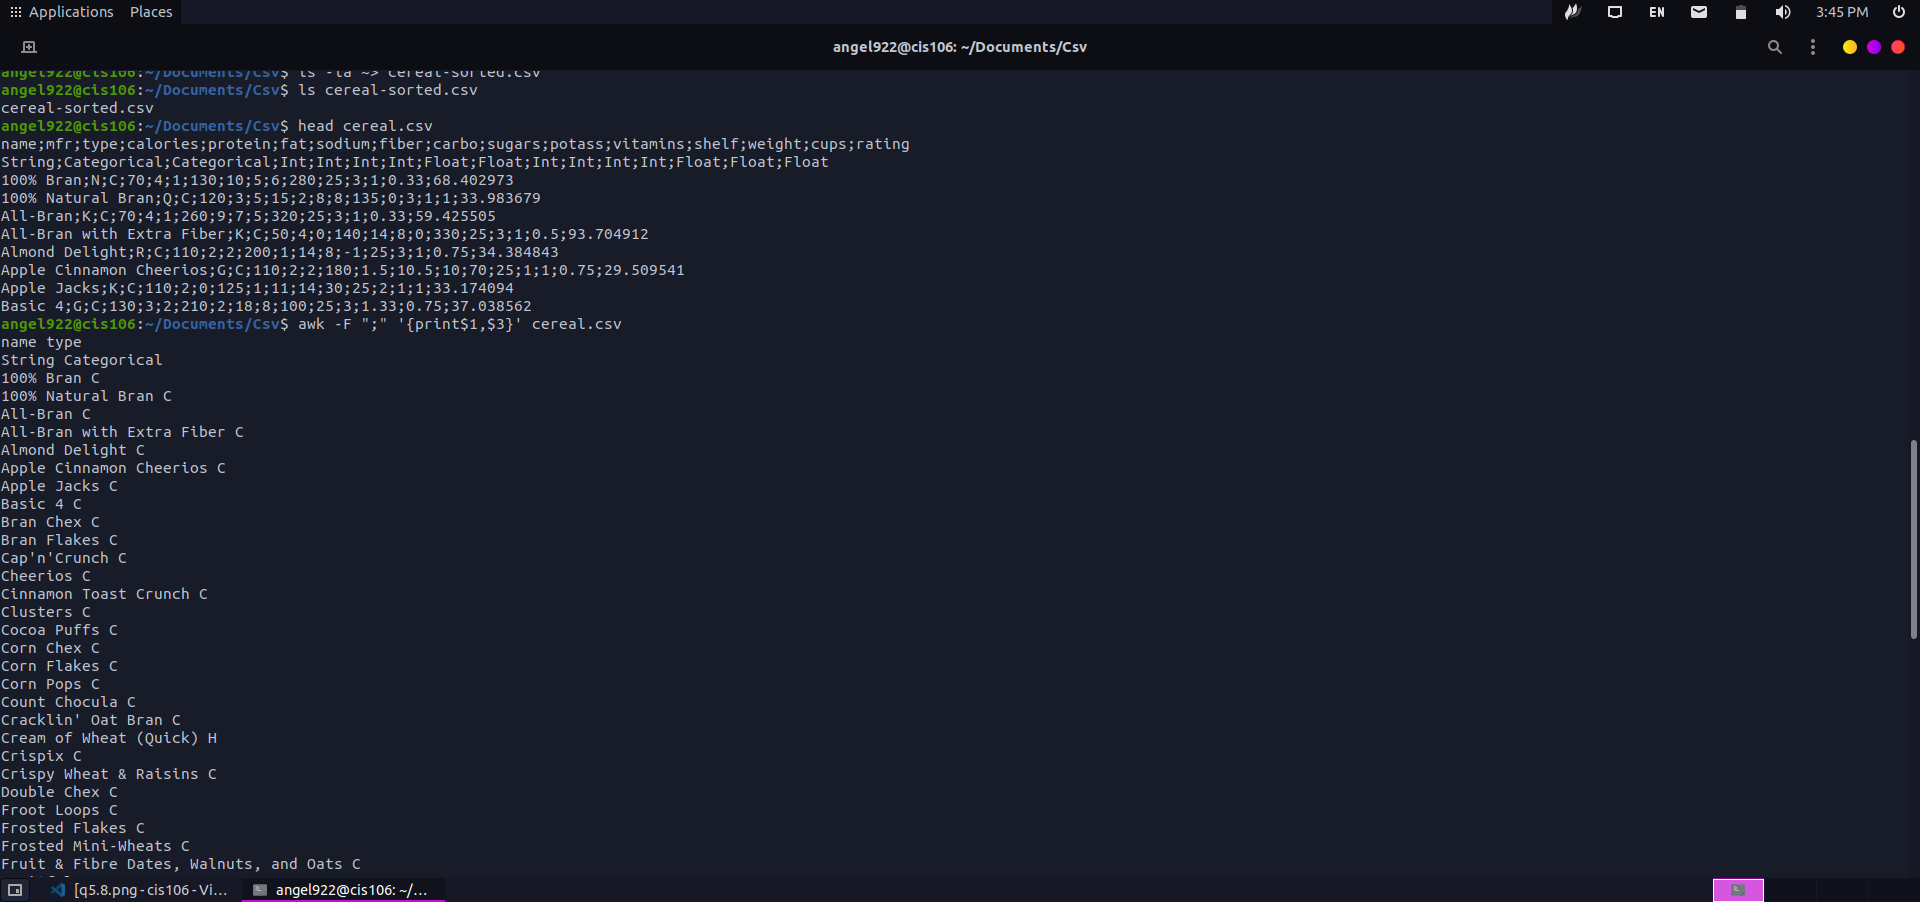 Applications Places
EN 3:45 PM
angel922@cis106: ~/Documents/Csv
angel922@cis106:~/Documents/Csv$ ls -la ~> cereal-sorted.csv
angel922@cis106:~/Documents/Csv$ ls cereal-sorted.csv
cereal-sorted.csv
angel922@cis106:~/Documents/Csv$ head cereal.csv
name;mfr;type;calories;protein;fat;sodium;fiber;carbo;sugars;potass;vitamins;shelf;weight;cups;rating
String;Categorical;Categorical;Int;Int;Int;Int;Float;Float;Int;Int;Int;Int;Float;Float;Float
100% Bran;N;C;70;4;1;130;10;5;6;280;25;3;1;0.33;68.402973
100% Natural Bran;Q;C;120;3;5;15;2;8;8;135;0;3;1;1;33.983679
All-Bran;K;C;70;4;1;260;9;7;5;320;25;3;1;0.33;59.425505
All-Bran with Extra Fiber;K;C;50;4;0;140;14;8;0;330;25;3;1;0.5;93.704912
Almond Delight;R;C;110;2;2;200;1;14;8;-1;25;3;1;0.75;34.384843
Apple Cinnamon Cheerios;G;C;110;2;2;180;1.5;10.5;10;70;25;1;1;0.75;29.509541
Apple Jacks;K;C;110;2;0;125;1;11;14;30;25;2;1;1;33.174094
Basic 4;G;C;130;3;2;210;2;18;8;100;25;3;1.33;0.75;37.038562
angel922@cis106:~/Documents/Csv$ awk -F ";" '{print$1,$3}' cereal.csv
name type
String Categorical
100% Bran C
100% Natural Bran C
All-Bran C
All-Bran with Extra Fiber C
Almond Delight C
Apple Cinnamon Cheerios C
Apple Jacks C
Basic 4 C
Bran Chex C
Bran Flakes C
Cap'n'Crunch C
Cheerios C
Cinnamon Toast Crunch C
Clusters C
Cocoa Puffs C
Corn Chex C
Corn Flakes C
Corn Pops C
Count Chocula C
Cracklin' Oat Bran C
Cream of Wheat (Quick) H
Crispix C
Crispy Wheat & Raisins C
Double Chex C
Froot Loops C
Frosted Flakes C
Frosted Mini-Wheats C
Fruit & Fibre Dates, Walnuts, and Oats C
[q5.8.png - cis106 - Vi... angel922@cis106: ~/...